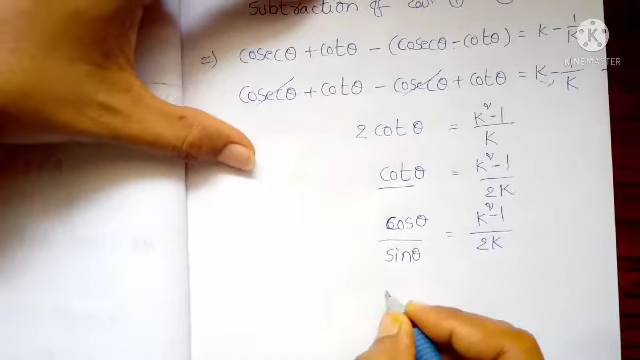 Subtraction of
⇒ cosecθ + cotθ - (cosecθ - cotθ) = K - 1/K
cosecθ + cotθ - cosecθ + cotθ = K - 1/K
2 cotθ = K²-1/K
cotθ = K²-1/2K
cosθ/sinθ = K²-1/2K
KINEMASTER